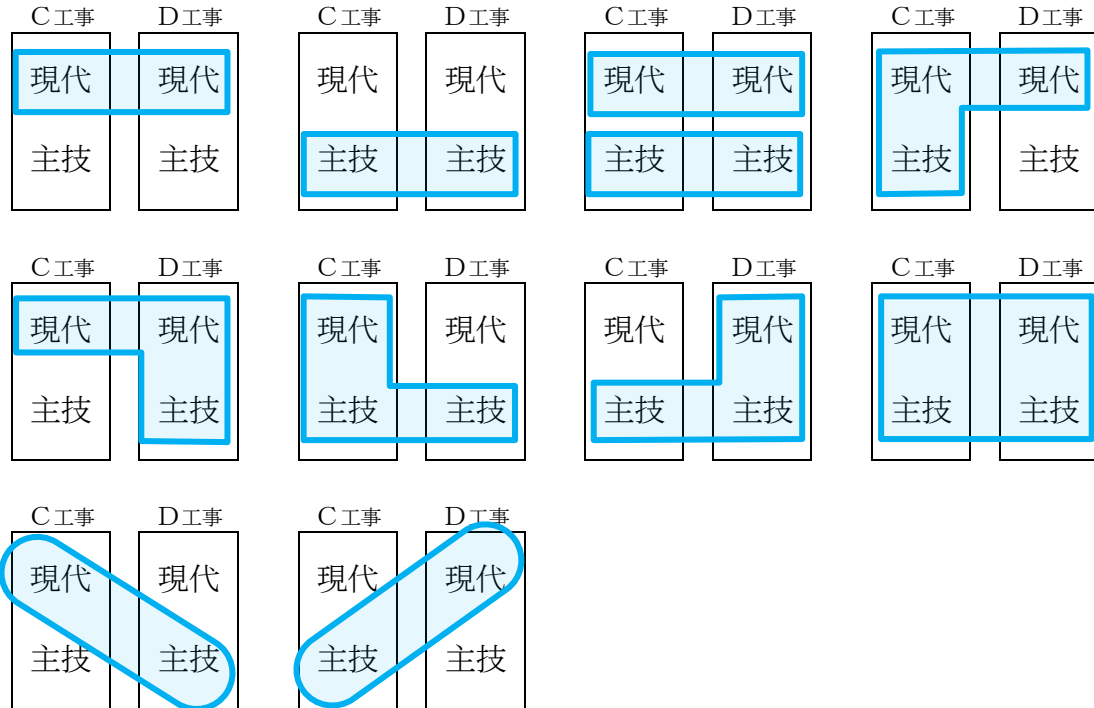 C工事 D工事 C工事 D工事 C工事 D工事 C工事 D工事
現代 現代 現代 現代 現代 現代 現代 現代
主技 主技 主技 主技 主技 主技 主技 主技
C工事 D工事 C工事 D工事 C工事 D工事 C工事 D工事
現代 現代 現代 現代 現代 現代 現代 現代
主技 主技 主技 主技 主技 主技 主技 主技
C工事 D工事 C工事 D工事
現代 現代 現代 現代
主技 主技 主技 主技